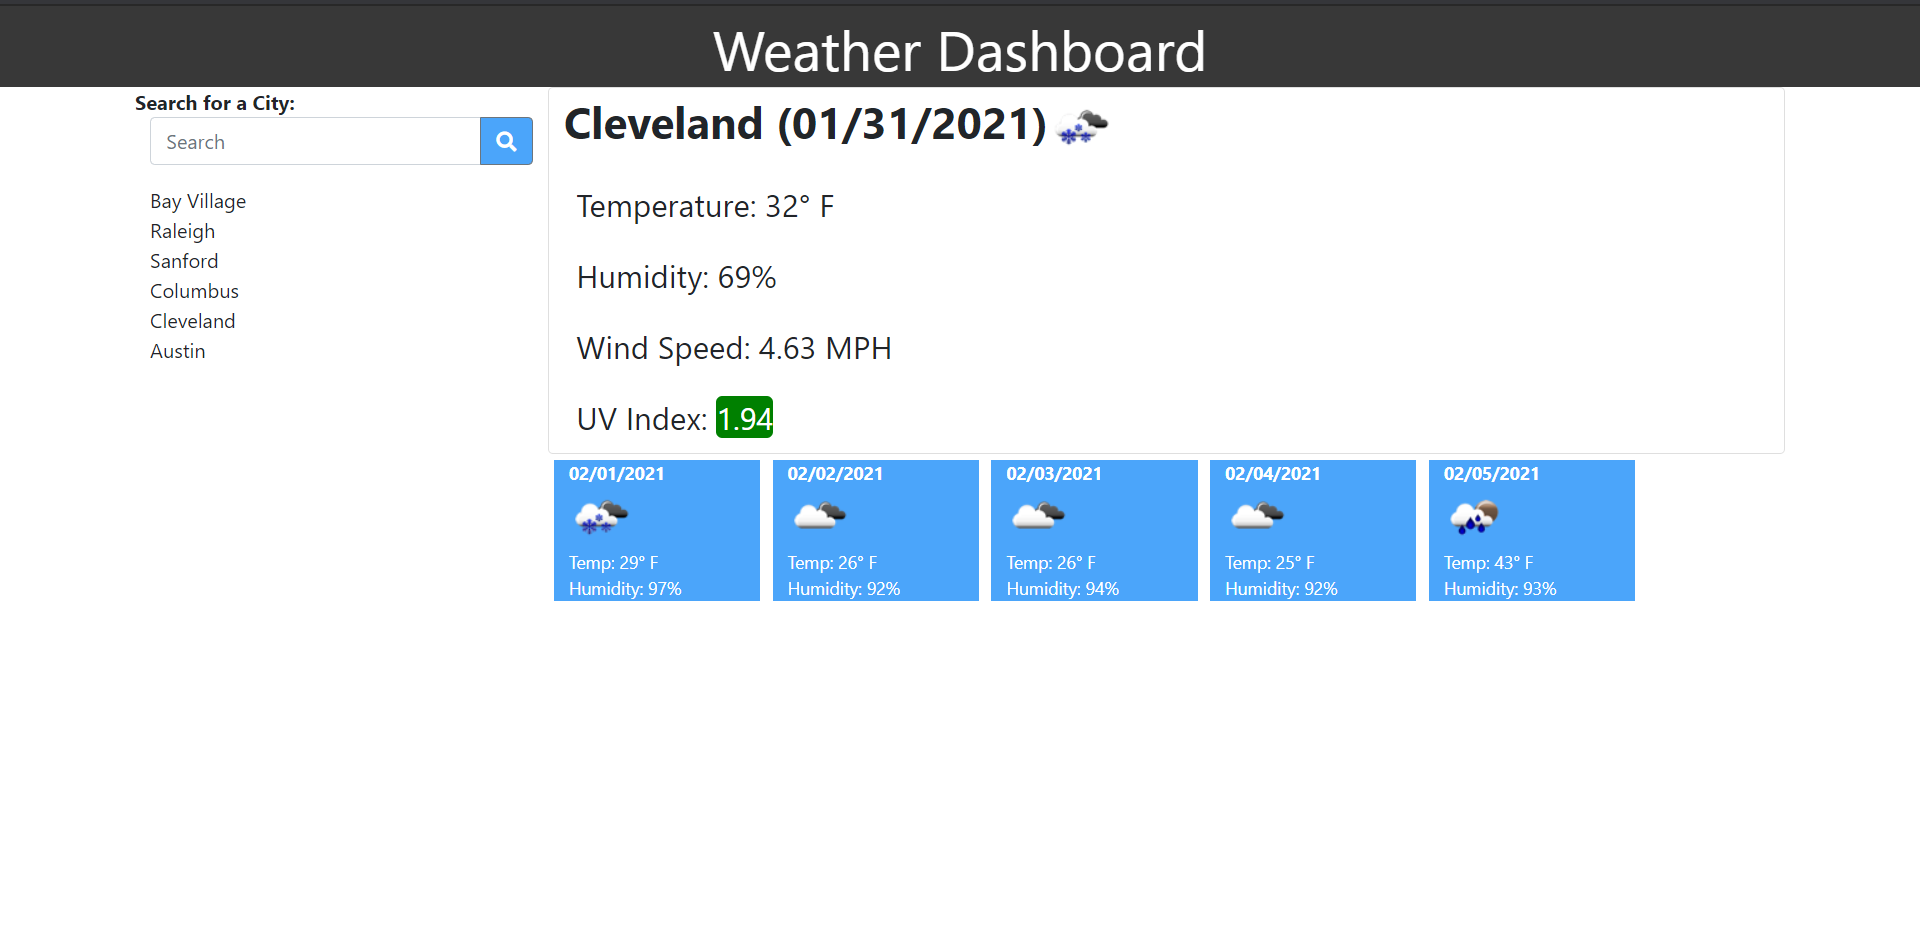 Weather Dashboard
Search for a City:
Search
Bay Village
Raleigh
Sanford
Columbus
Cleveland
Austin
Cleveland (01/31/2021)
Temperature: 32° F
Humidity: 69%
Wind Speed: 4.63 MPH
UV Index: 1.94
02/01/2021
Temp: 29° F
Humidity: 97%
02/02/2021
Temp: 26° F
Humidity: 92%
02/03/2021
Temp: 26° F
Humidity: 94%
02/04/2021
Temp: 25° F
Humidity: 92%
02/05/2021
Temp: 43° F
Humidity: 93%